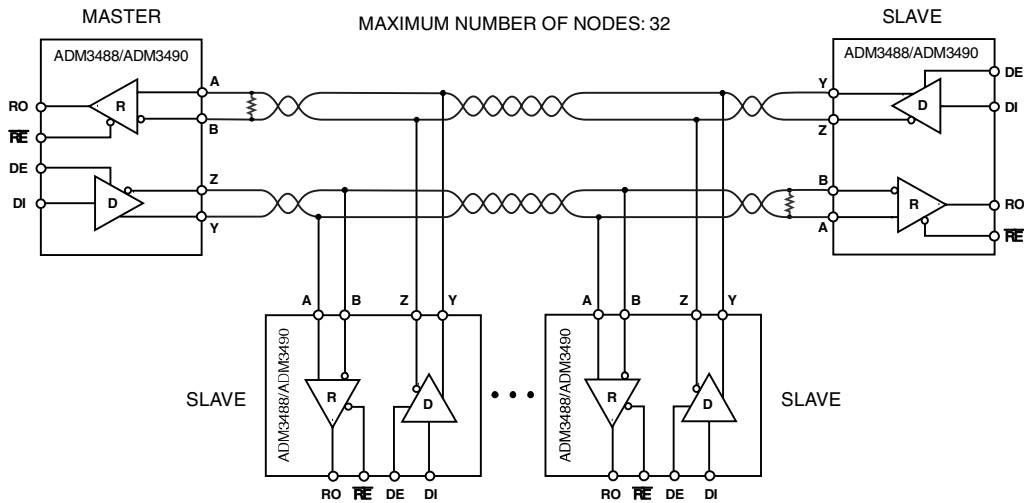 MASTER
MAXIMUM NUMBER OF NODES: 32
SLAVE
ADM3488/ADM3490
ADM3488/ADM3490
A
Y
DE
RO
R
D
DI
RE
B
Z
DE
Z
B
DI
D
R
RO
Y
A
RE
A
B
Z
Y
A
B
Z
Y
ADM3488/ADM3490
ADM3488/ADM3490
SLAVE
R
D
• • •
R
D
SLAVE
RO
RE
DE
DI
RO
RE
DE
DI